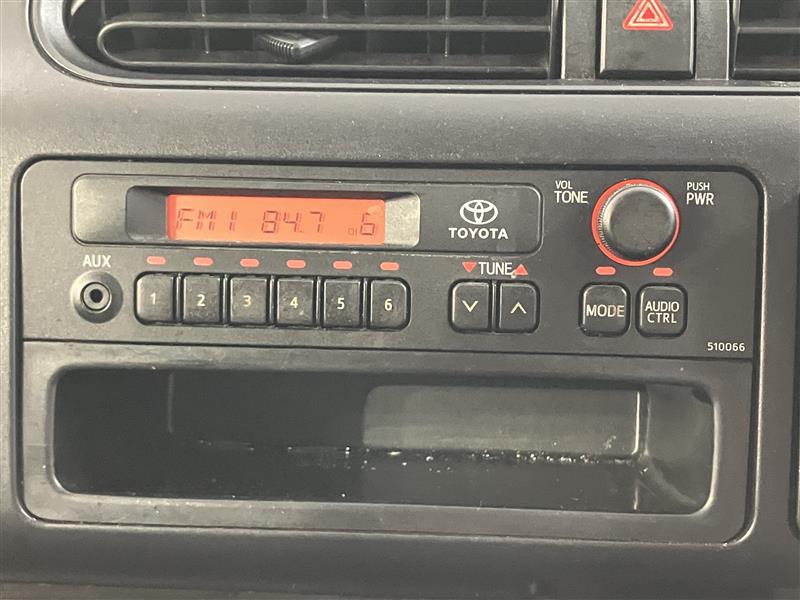 FM1 84.7 CH 6
TOYOTA
VOL
TONE
PUSH
PWR
AUX
TUNE
1 2 3 4 5 6
MODE
AUDIO
CTRL
510066